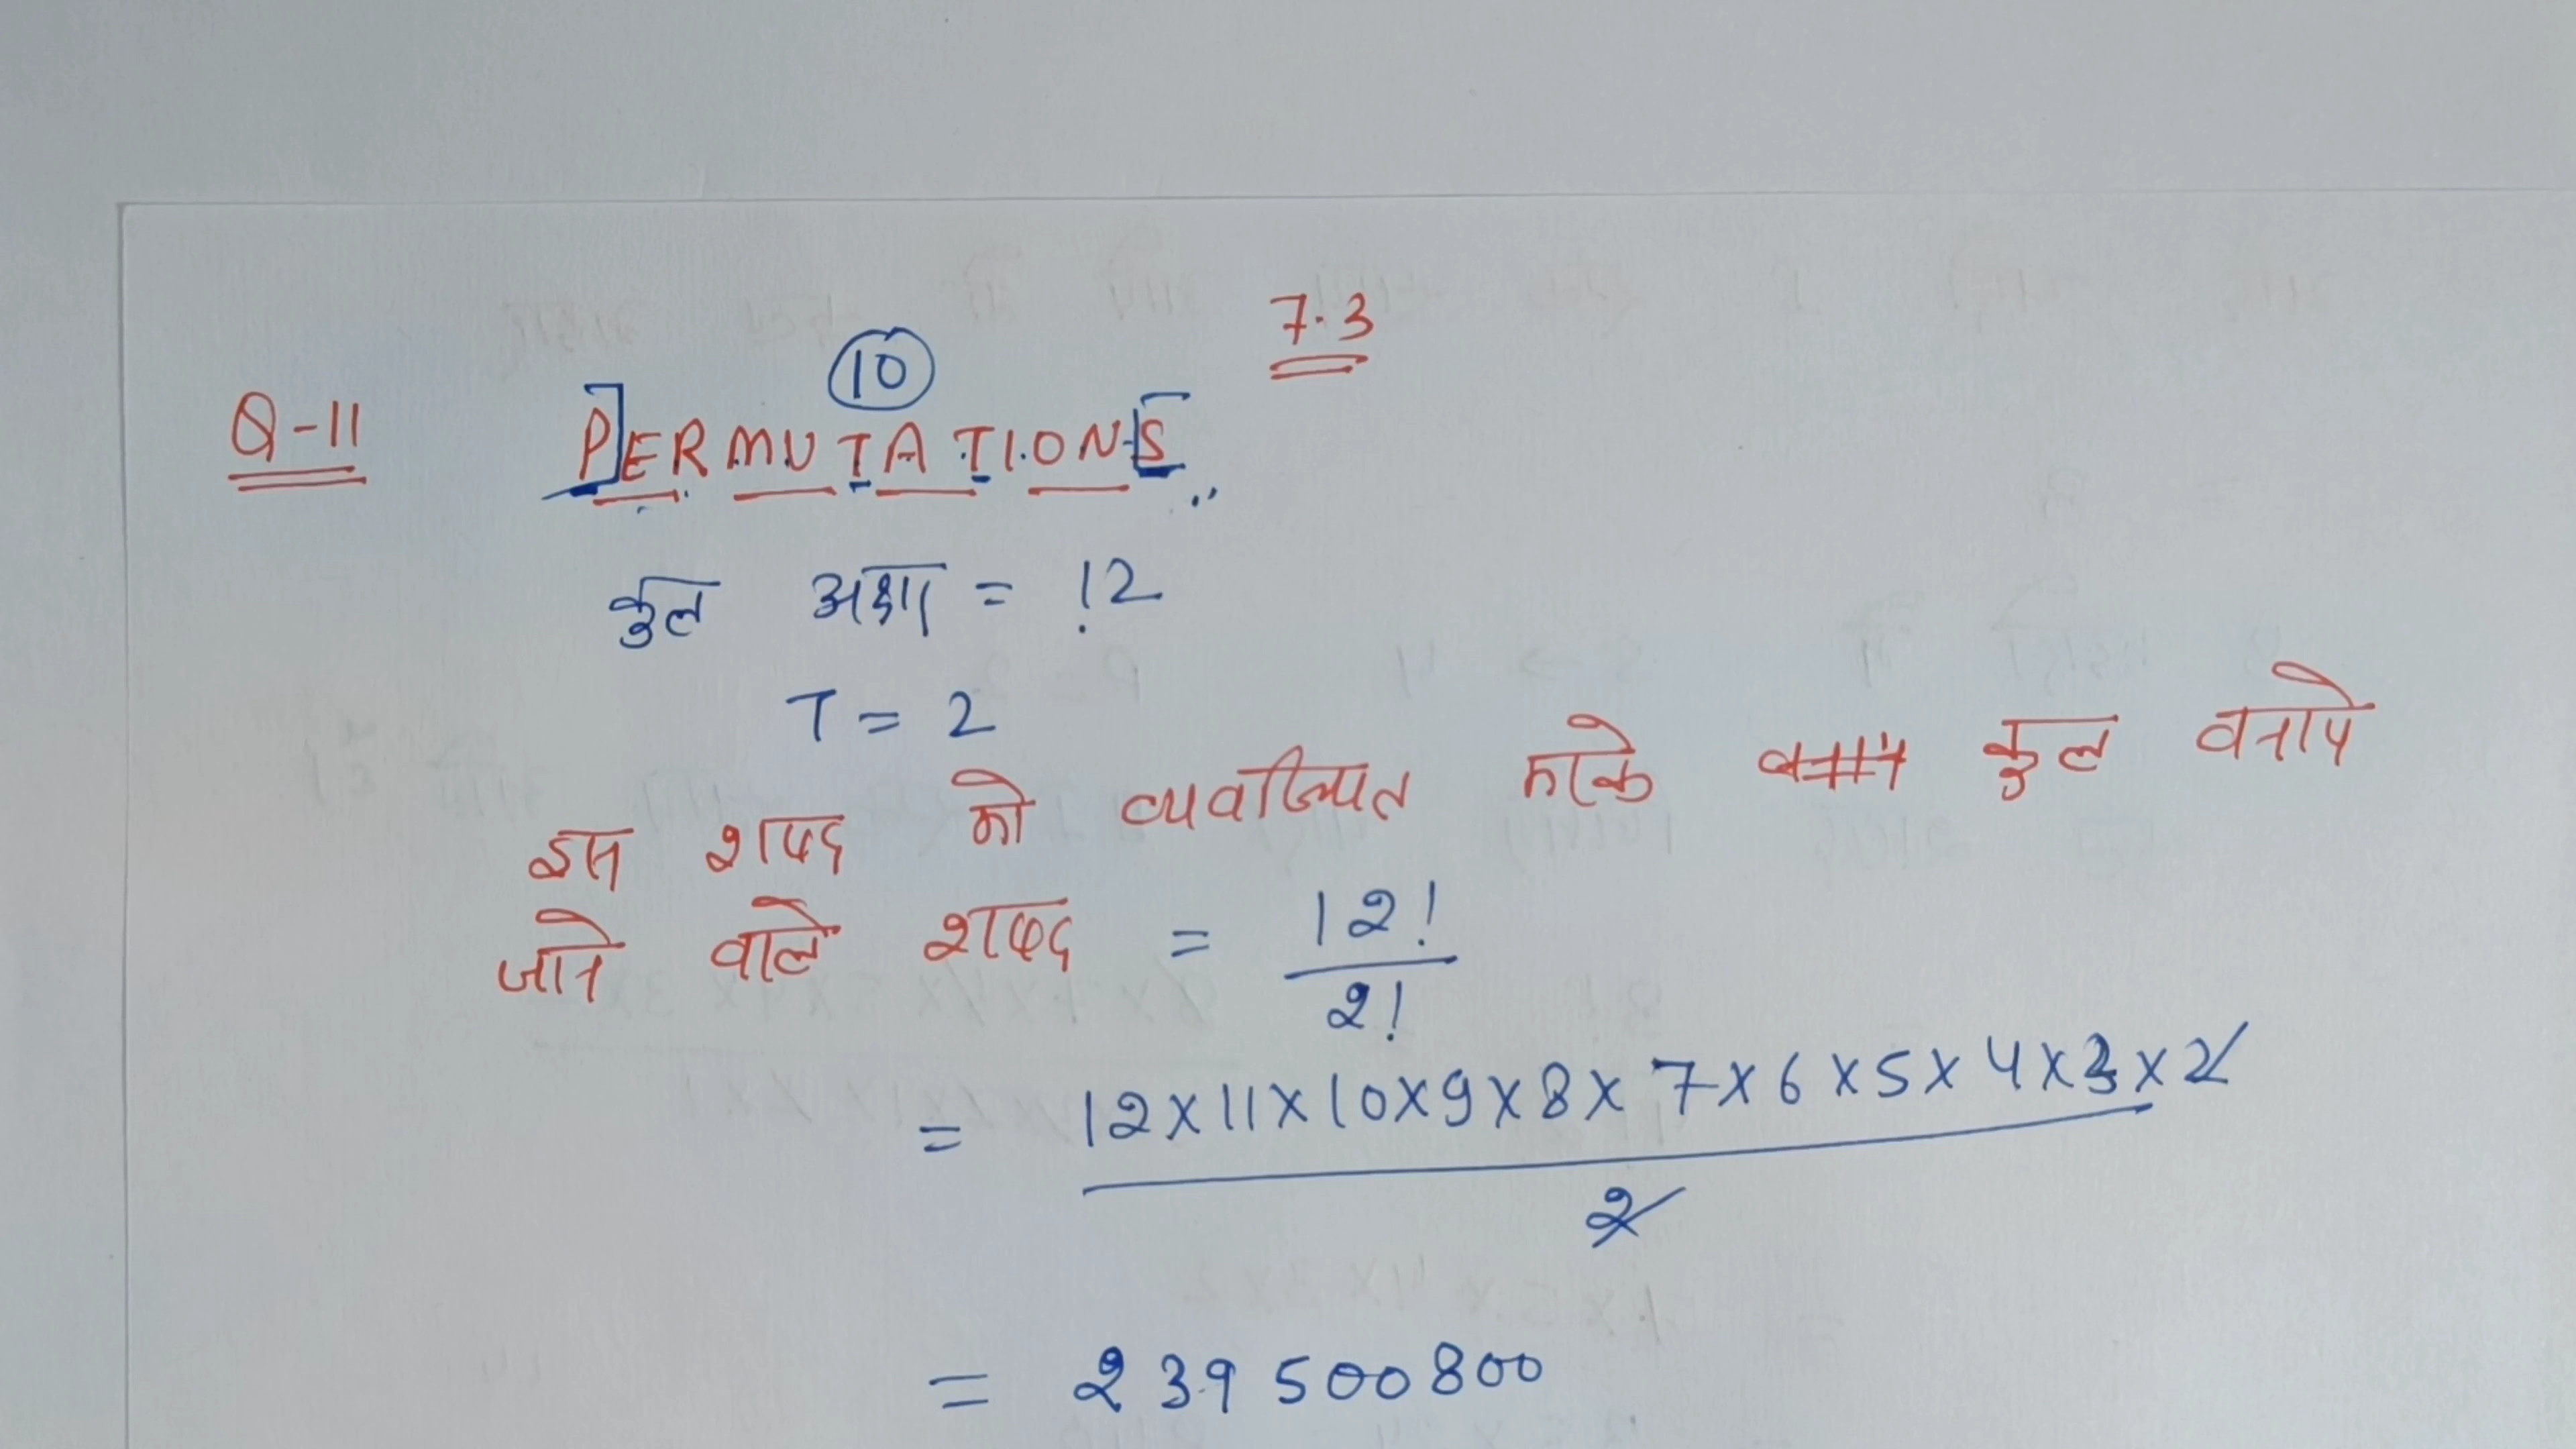 7.3
10
Q-11 PERMUTATIONS
कुल अक्षर = 12
T = 2
इस शब्द को व्यवस्थित करके कुल बनाये
जाने वाले शब्द = 12!
2!
= 12×11×10×9×8×7×6×5×4×3×2
2
= 239500800